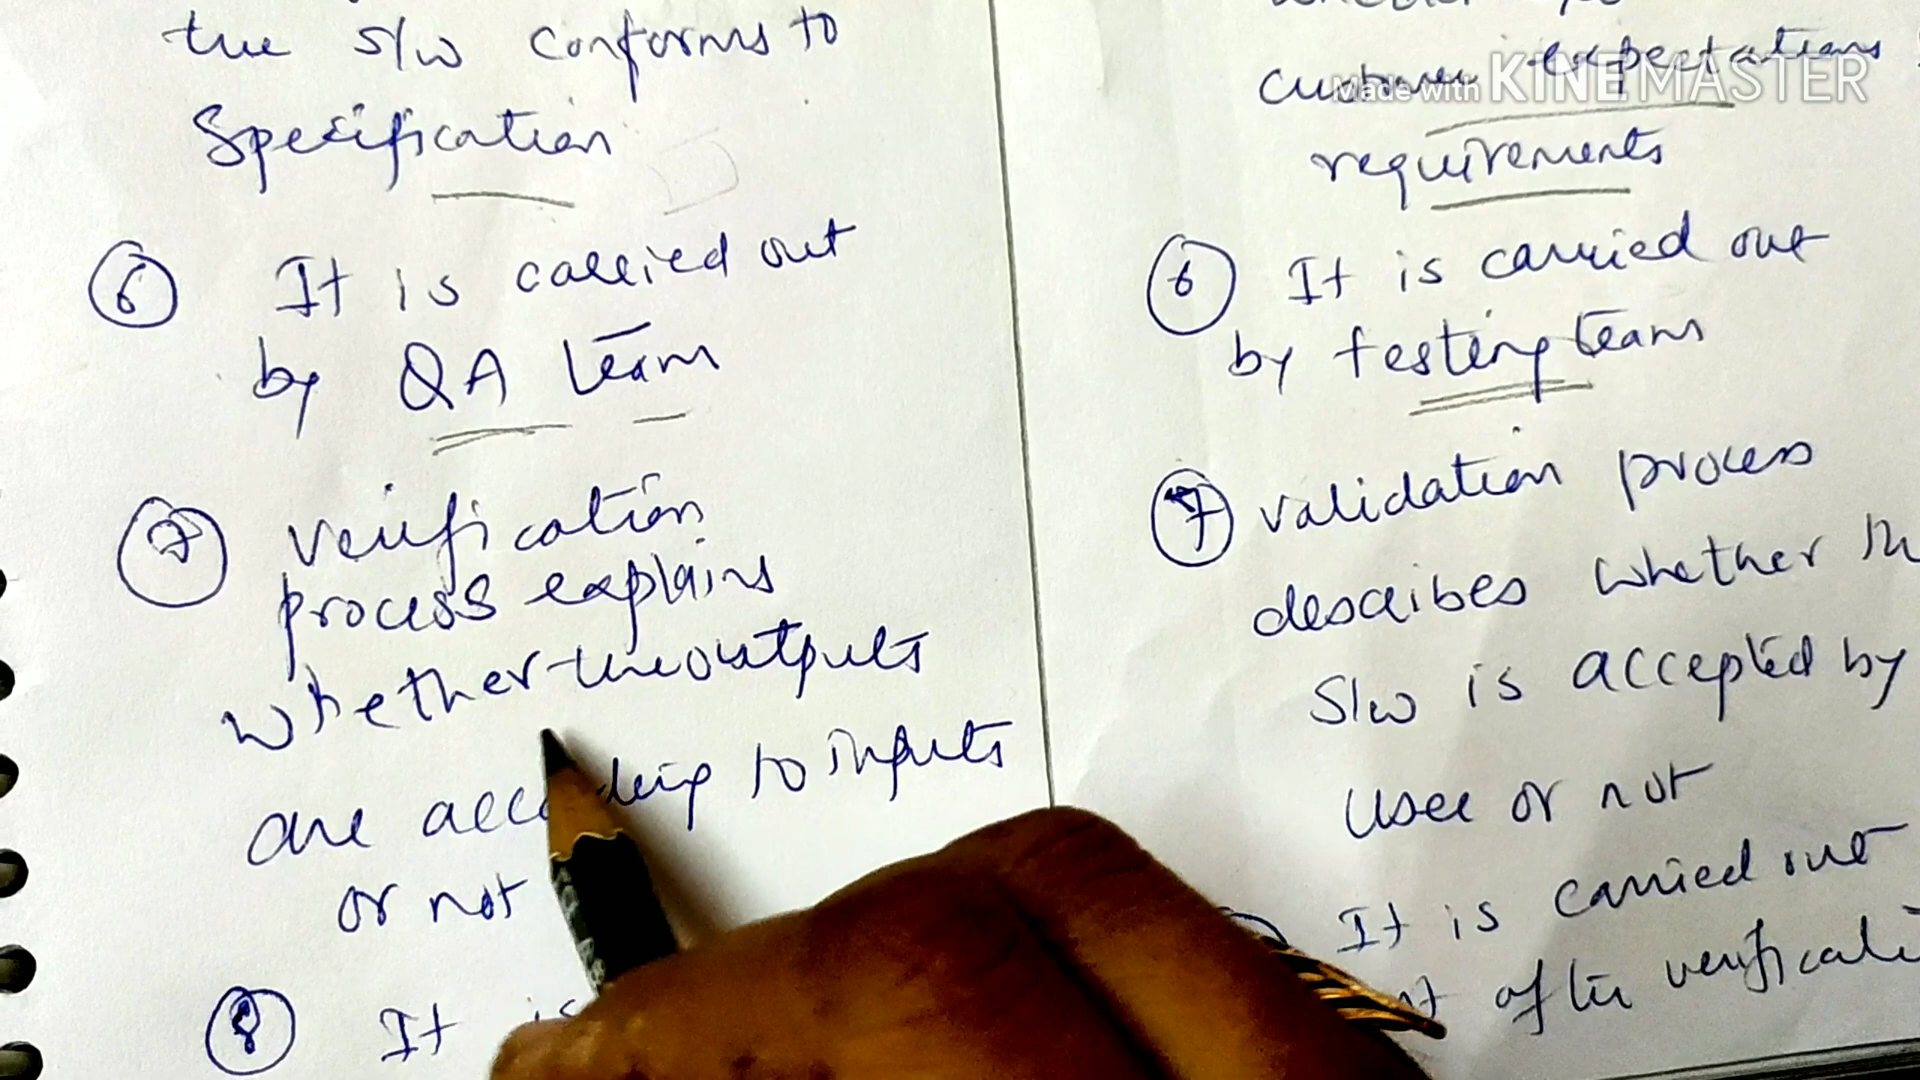 the s/w conforms to
Specification
6 It is carried out
by QA team
7 verification
process explains
whether the outputs
are according to inputs
or not
8 It is
customer expectations
requirements
6 It is carried out
by testing team
7 validation process
describes whether the
S/w is accepted by
user or not
It is carried out
after verificati
Made with KINEMASTER